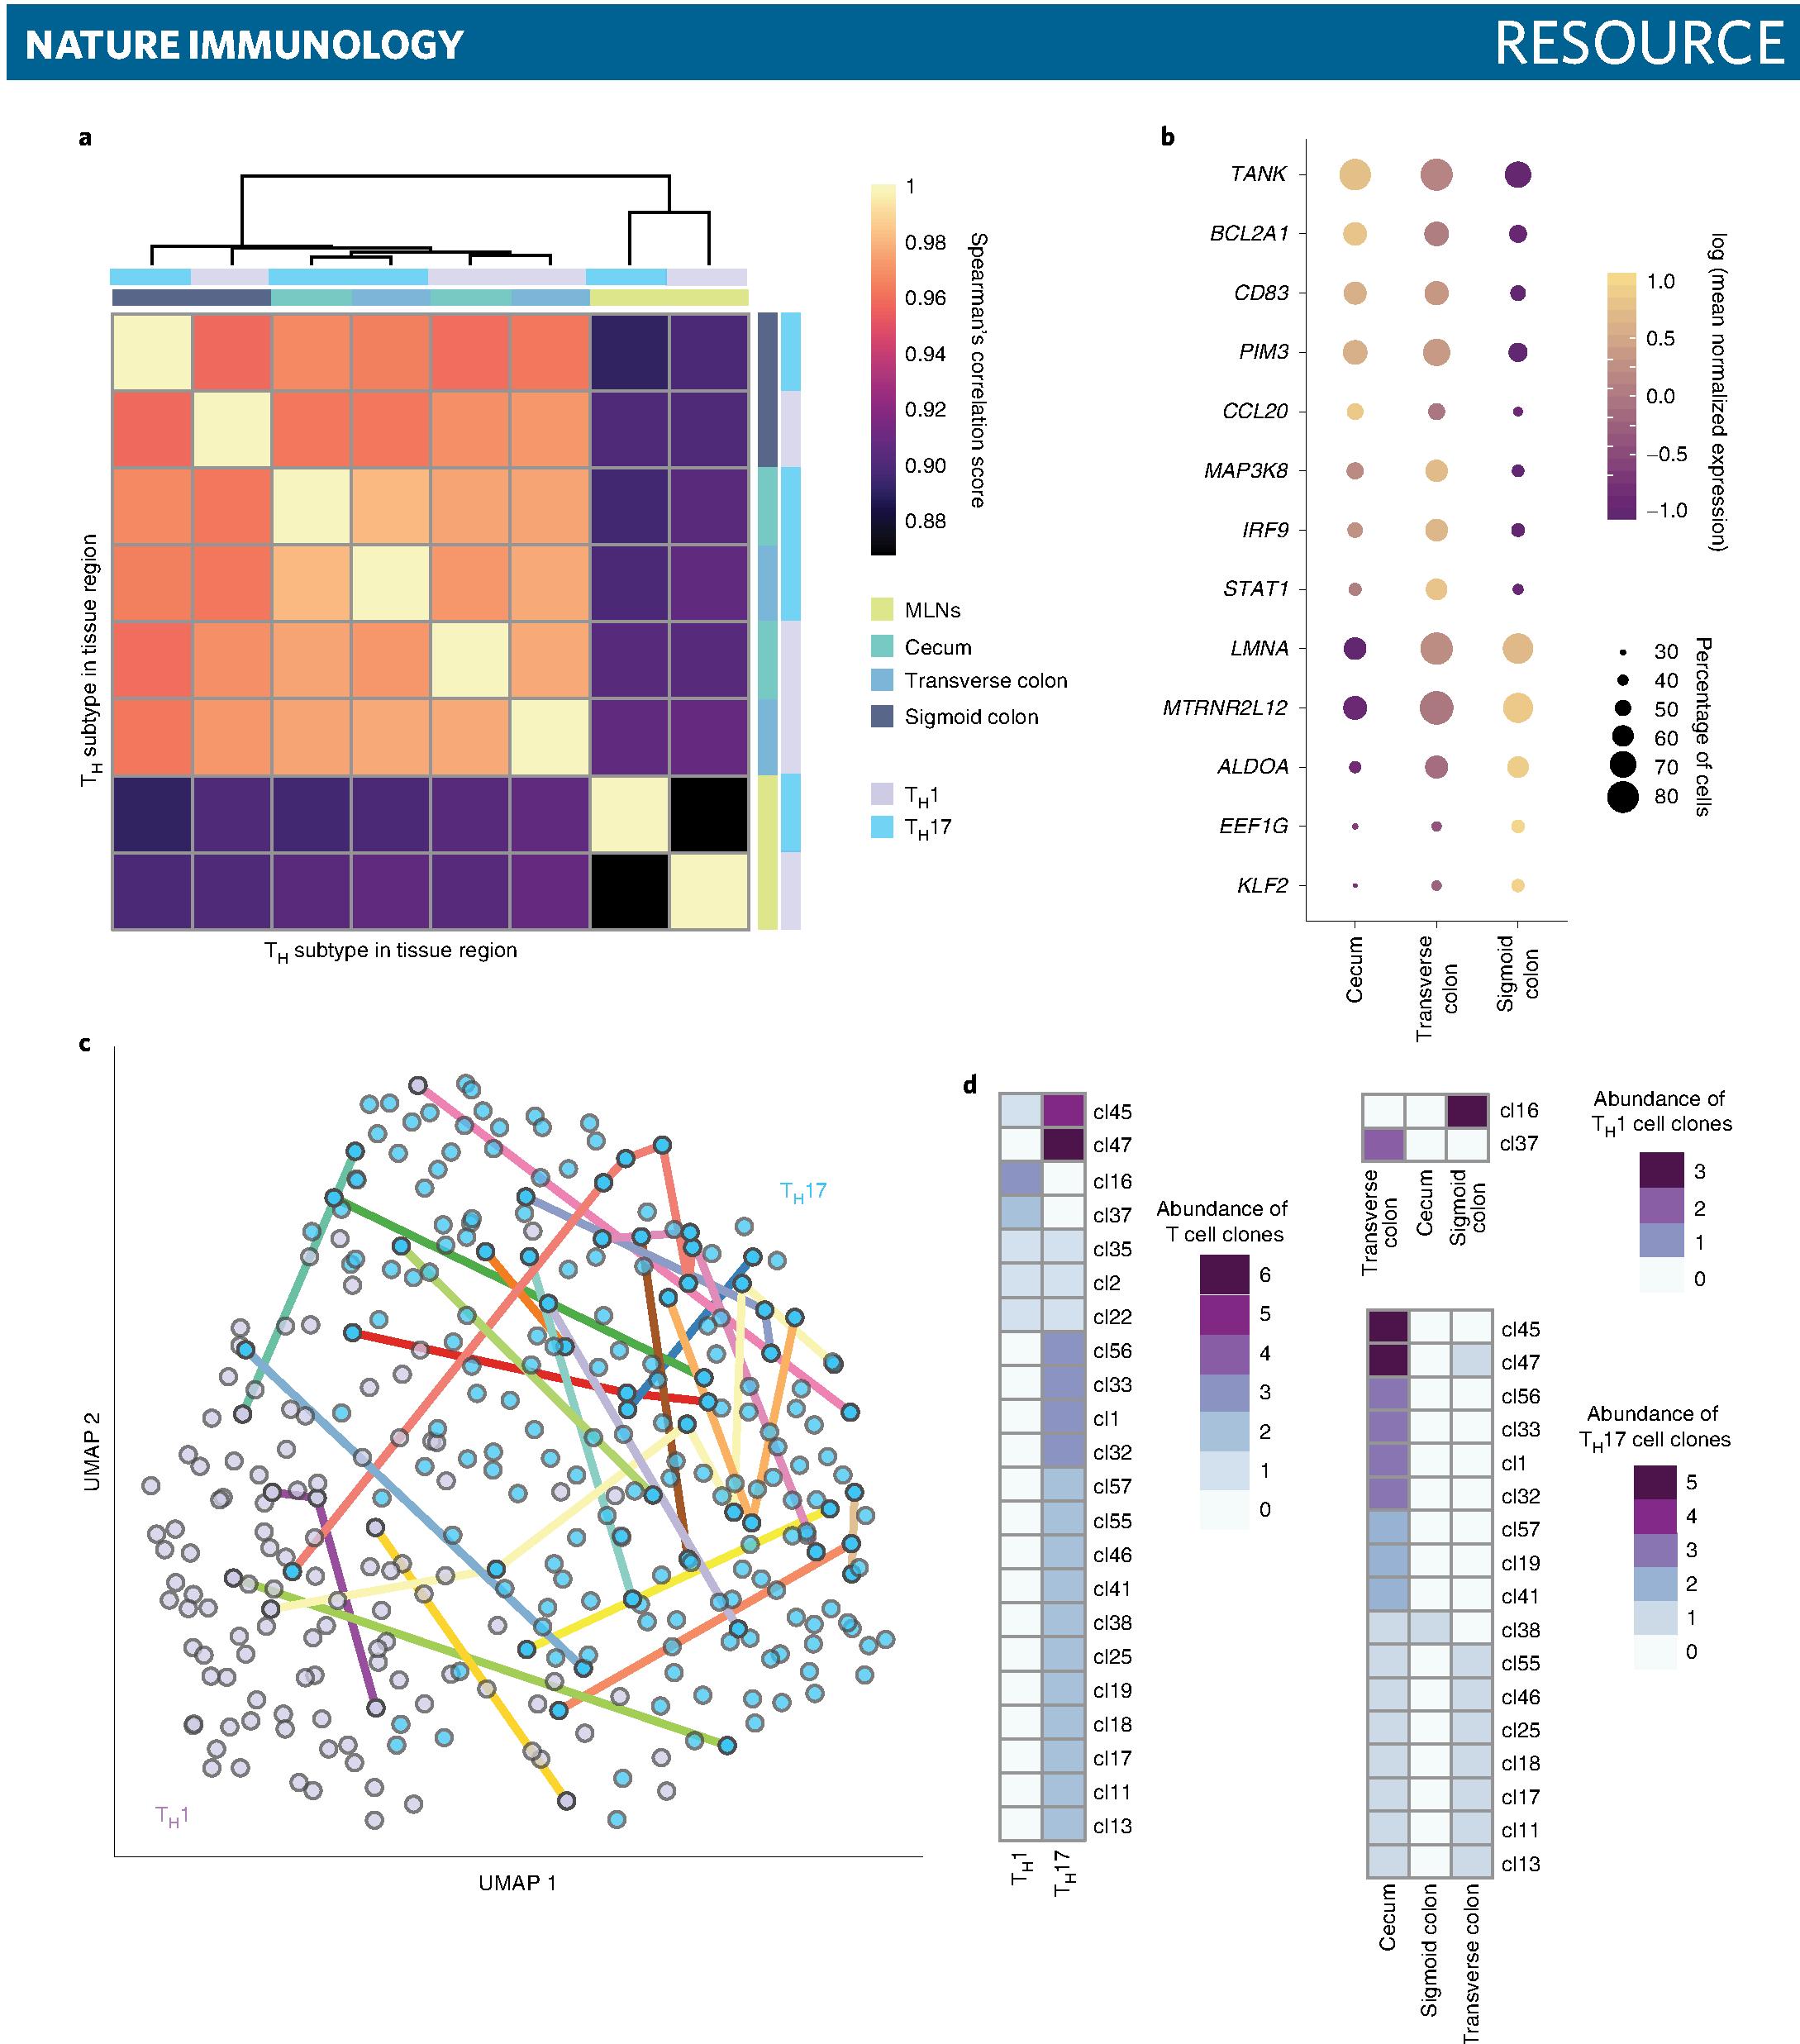 NATURE IMMUNOLOGY
RESOURCE
a
1
0.98
0.96
0.94
0.92
0.90
0.88
Spearman's correlation score
MLNs
Cecum
Transverse colon
Sigmoid colon
TH1
TH17
TH subtype in tissue region
TH subtype in tissue region
b
TANK
BCL2A1
CD83
PIM3
CCL20
MAP3K8
IRF9
STAT1
LMNA
MTRNR2L12
ALDOA
EEF1G
KLF2
Cecum
Transverse
colon
Sigmoid
colon
1.0
0.5
0.0
−0.5
−1.0
log (mean normalized expression)
30
40
50
60
70
80
Percentage of cells
c
TH17
TH1
UMAP 2
UMAP 1
d
cl45
cl47
cl16
cl37
cl35
cl2
cl22
cl56
cl33
cl1
cl32
cl57
cl55
cl46
cl41
cl38
cl25
cl19
cl18
cl17
cl11
cl13
TH1
TH17
Abundance of
T cell clones
6
5
4
3
2
1
0
cl16
cl37
Transverse
colon
Cecum
Sigmoid
colon
Abundance of
TH1 cell clones
3
2
1
0
cl45
cl47
cl56
cl33
cl1
cl32
cl57
cl19
cl41
cl38
cl55
cl46
cl25
cl18
cl17
cl11
cl13
Cecum
Sigmoid colon
Transverse colon
Abundance of
TH17 cell clones
5
4
3
2
1
0